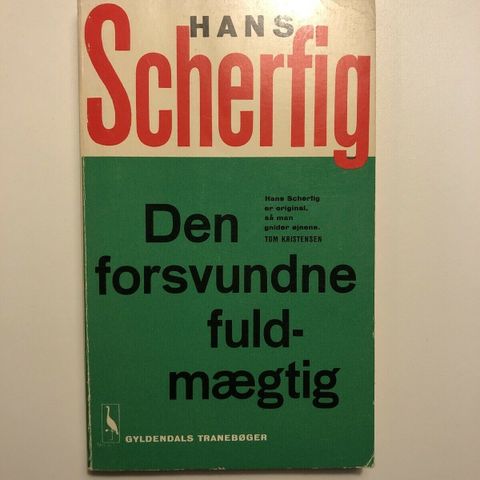 HANS
Scherfig
Hans Scherfig
er original,
så man
gnider øjnene.
TOM KRISTENSEN
Den
forsvundne
fuld-
mægtig
GYLDENDALS TRANEBØGER